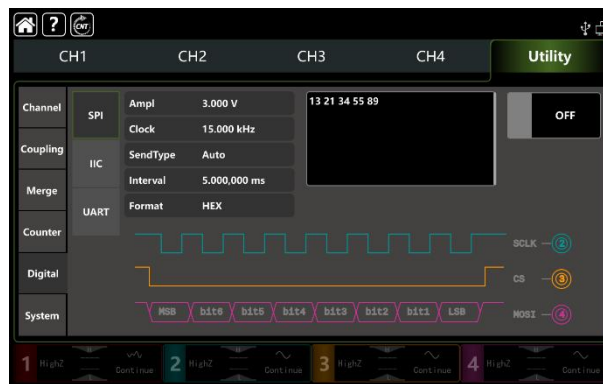 ? CNT
CH1 CH2 CH3 CH4 Utility
Channel
Coupling
Merge
Counter
Digital
System
SPI
IIC
UART
Ampl 3.000 V
Clock 15.000 kHz
SendType Auto
Interval 5.000,000 ms
Format HEX
13 21 34 55 89
OFF
SCLK 2
CS 3
MOSI 4
MSB bit6 bit5 bit4 bit3 bit2 bit1 LSB
1 HighZ Continue 2 HighZ Continue 3 HighZ Continue 4 HighZ Continue